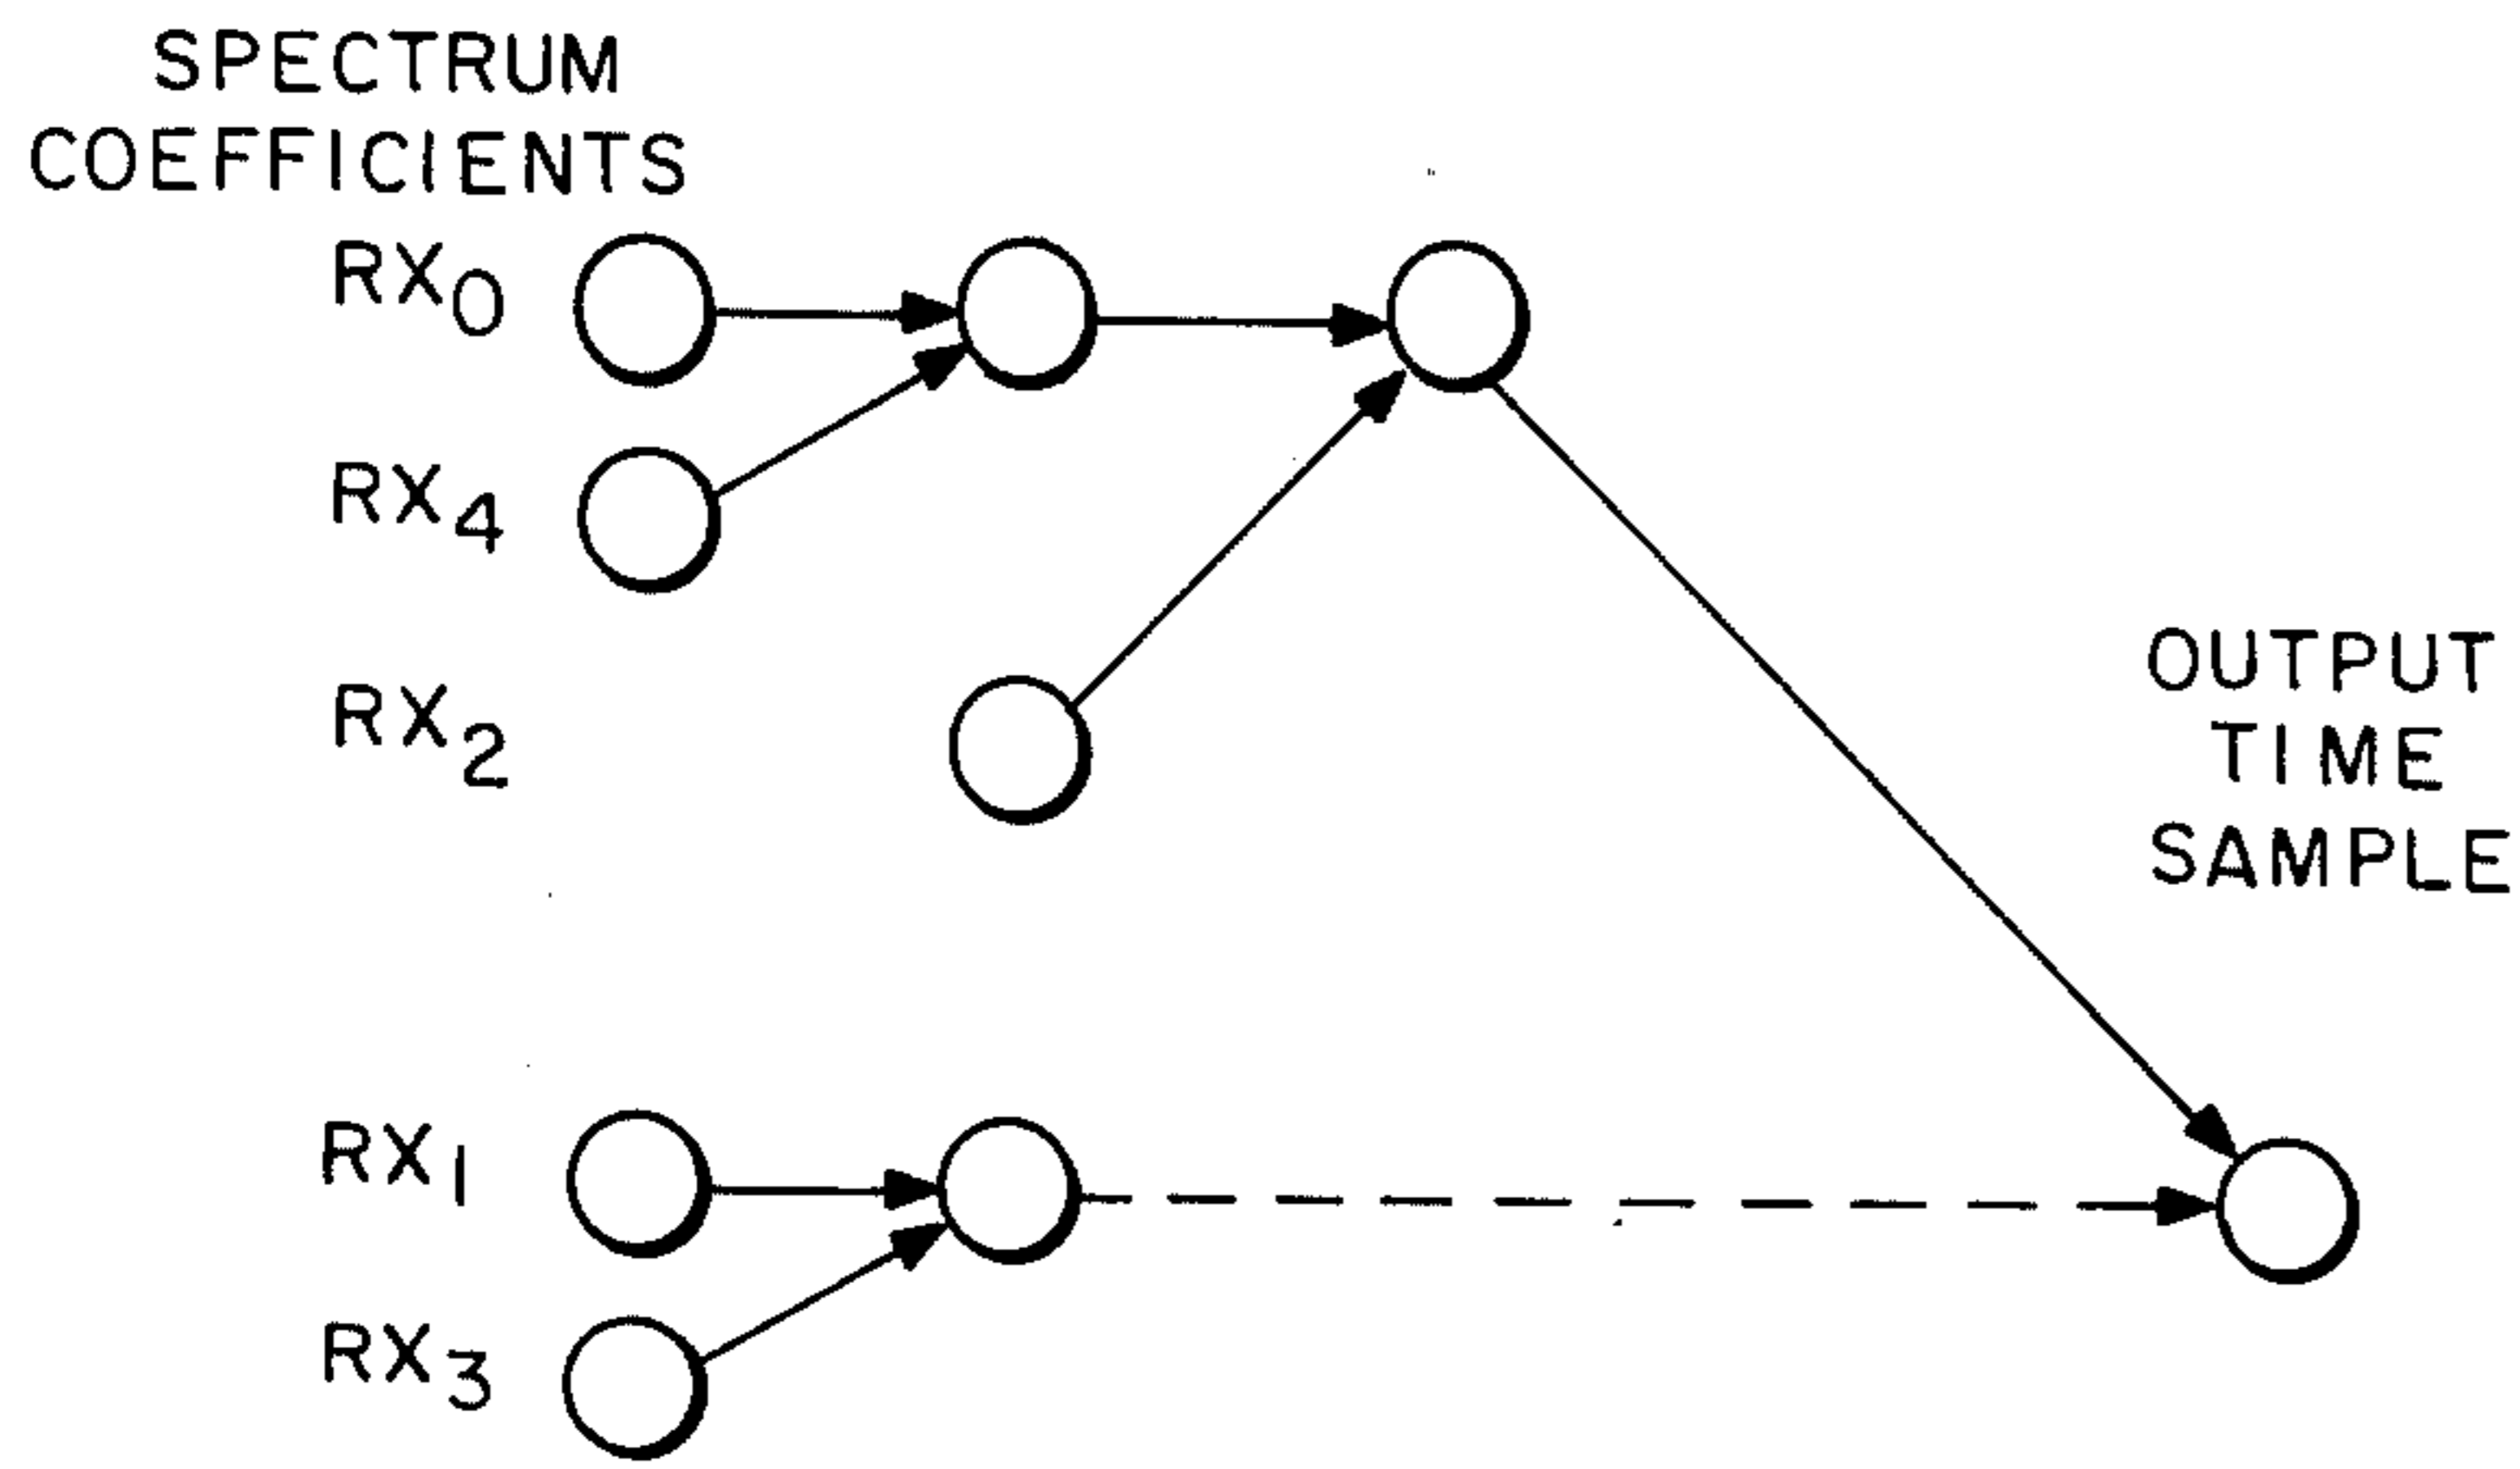 SPECTRUM
COEFFICIENTS
RX0
RX4
RX2
OUTPUT
TIME
SAMPLE
RX1
RX3